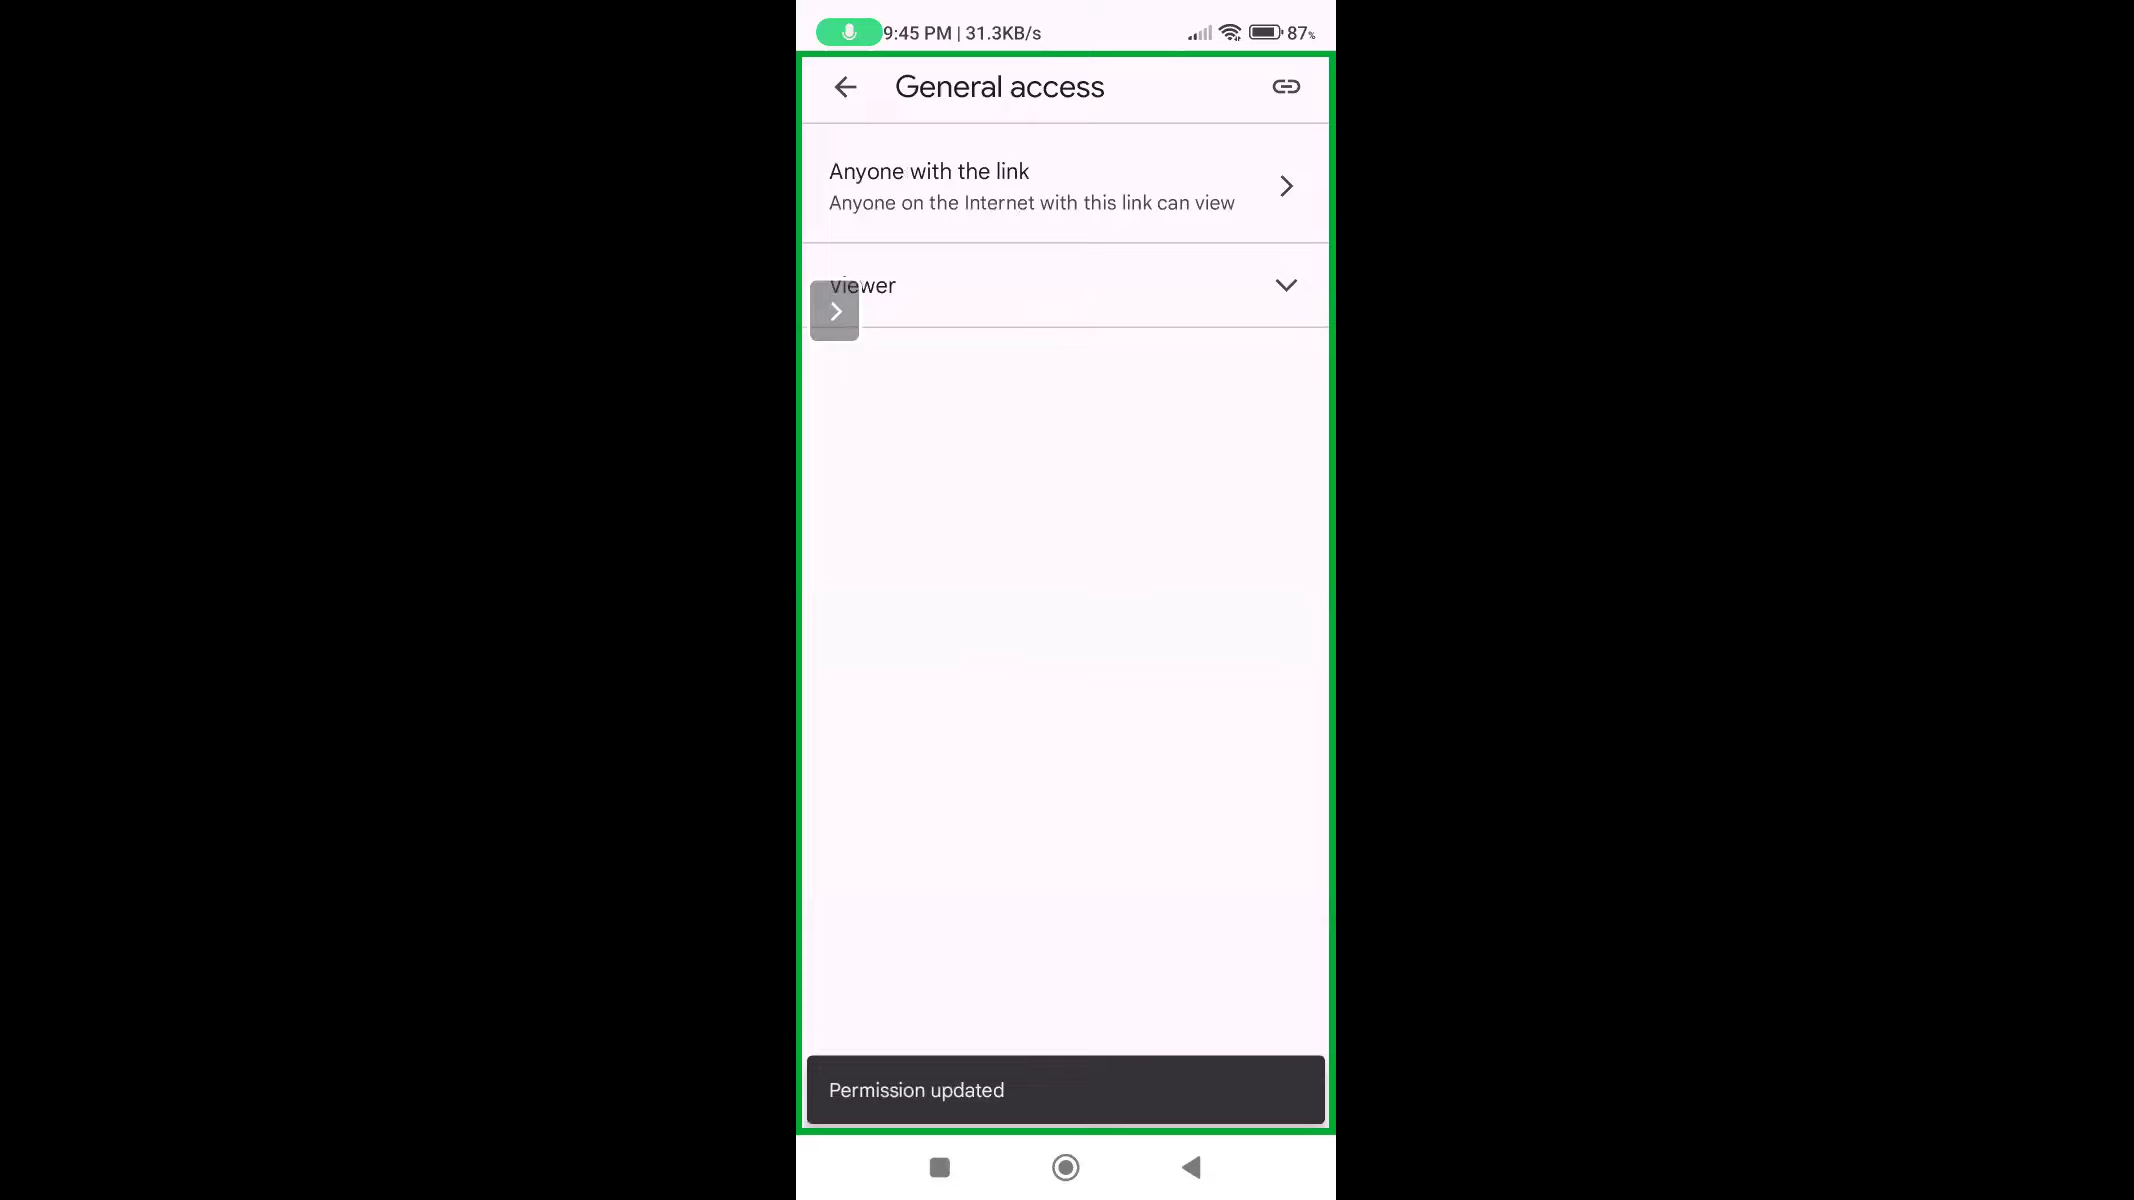 9:45 PM | 31.3KB/s
87%
General access
Anyone with the link
Anyone on the Internet with this link can view
Viewer
Permission updated